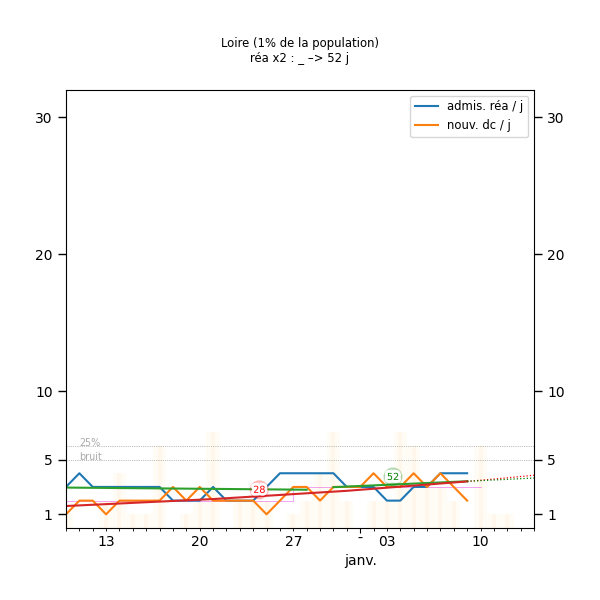 Loire (1% de la population)
réa x2 : _ –> 52 j
admis. réa / j
nouv. dc / j
30 30
20 20
10 10
25%
bruit
5 5
28 52
1 1
13 20 27 - 03 10
janv.